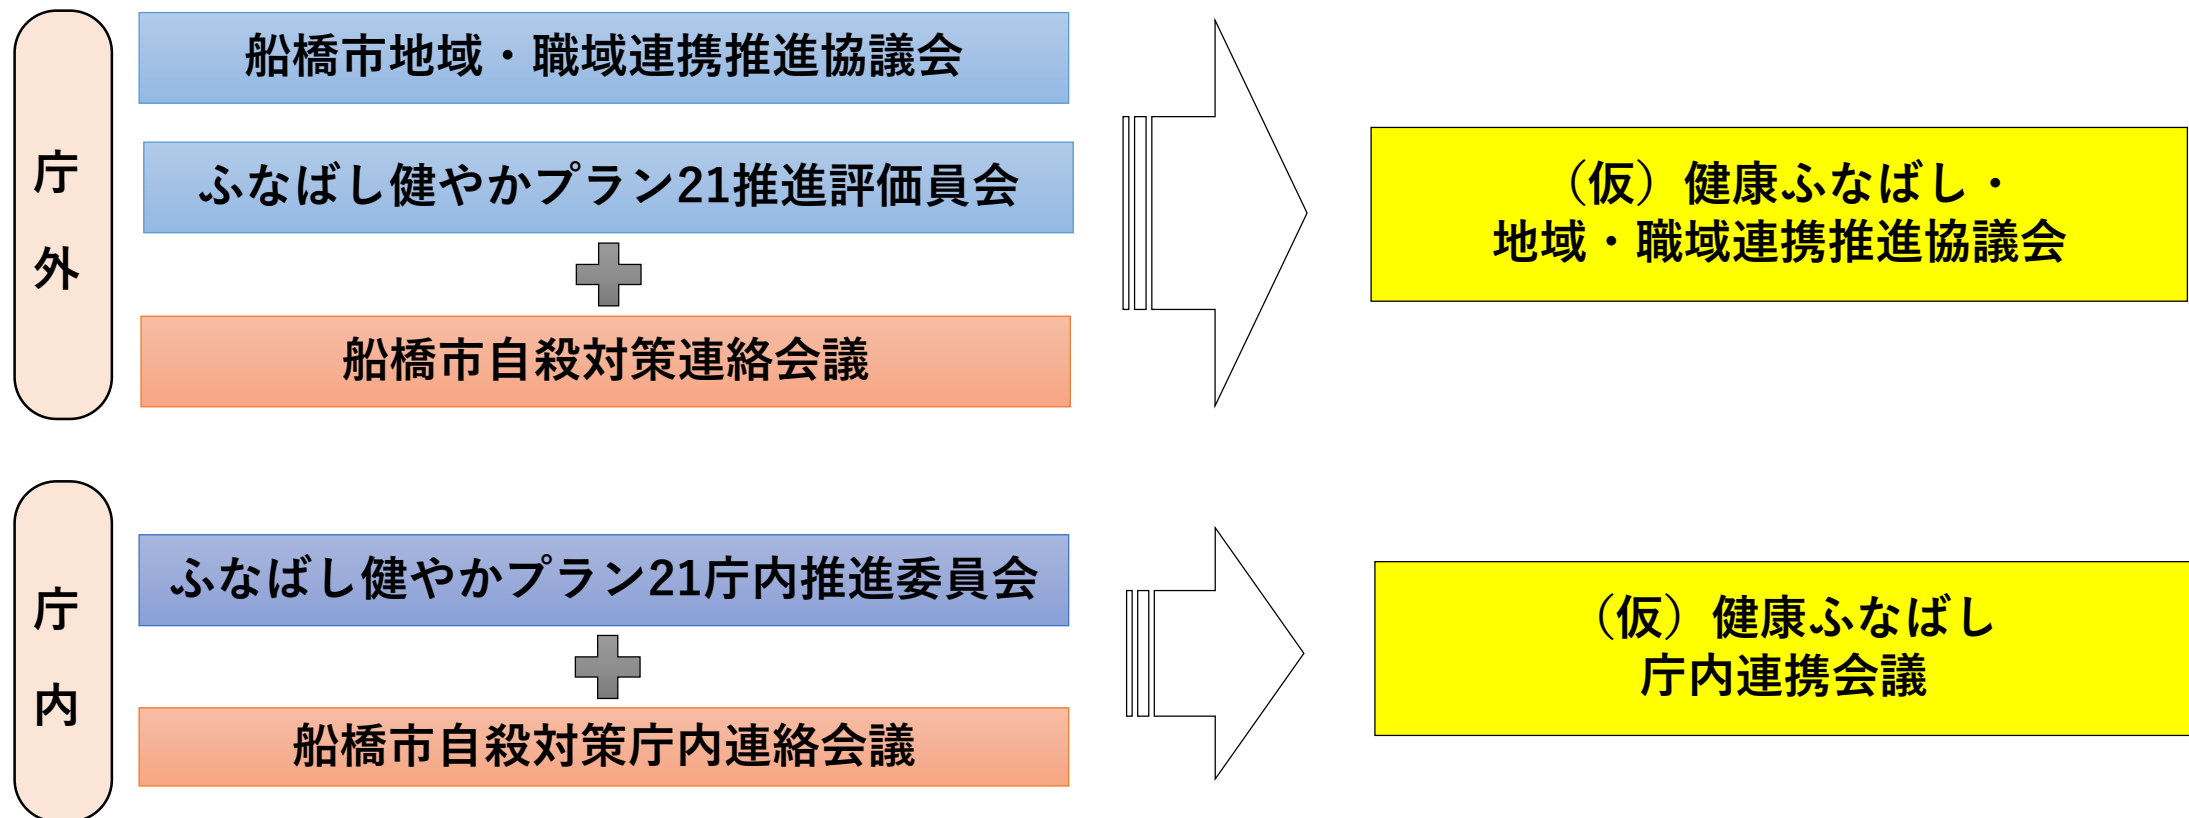 庁外
船橋市地域・職域連携推進協議会
ふなばし健やかプラン21推進評価員会
船橋市自殺対策連絡会議
（仮）健康ふなばし・
地域・職域連携推進協議会
庁内
ふなばし健やかプラン21庁内推進委員会
船橋市自殺対策庁内連絡会議
（仮）健康ふなばし
庁内連携会議